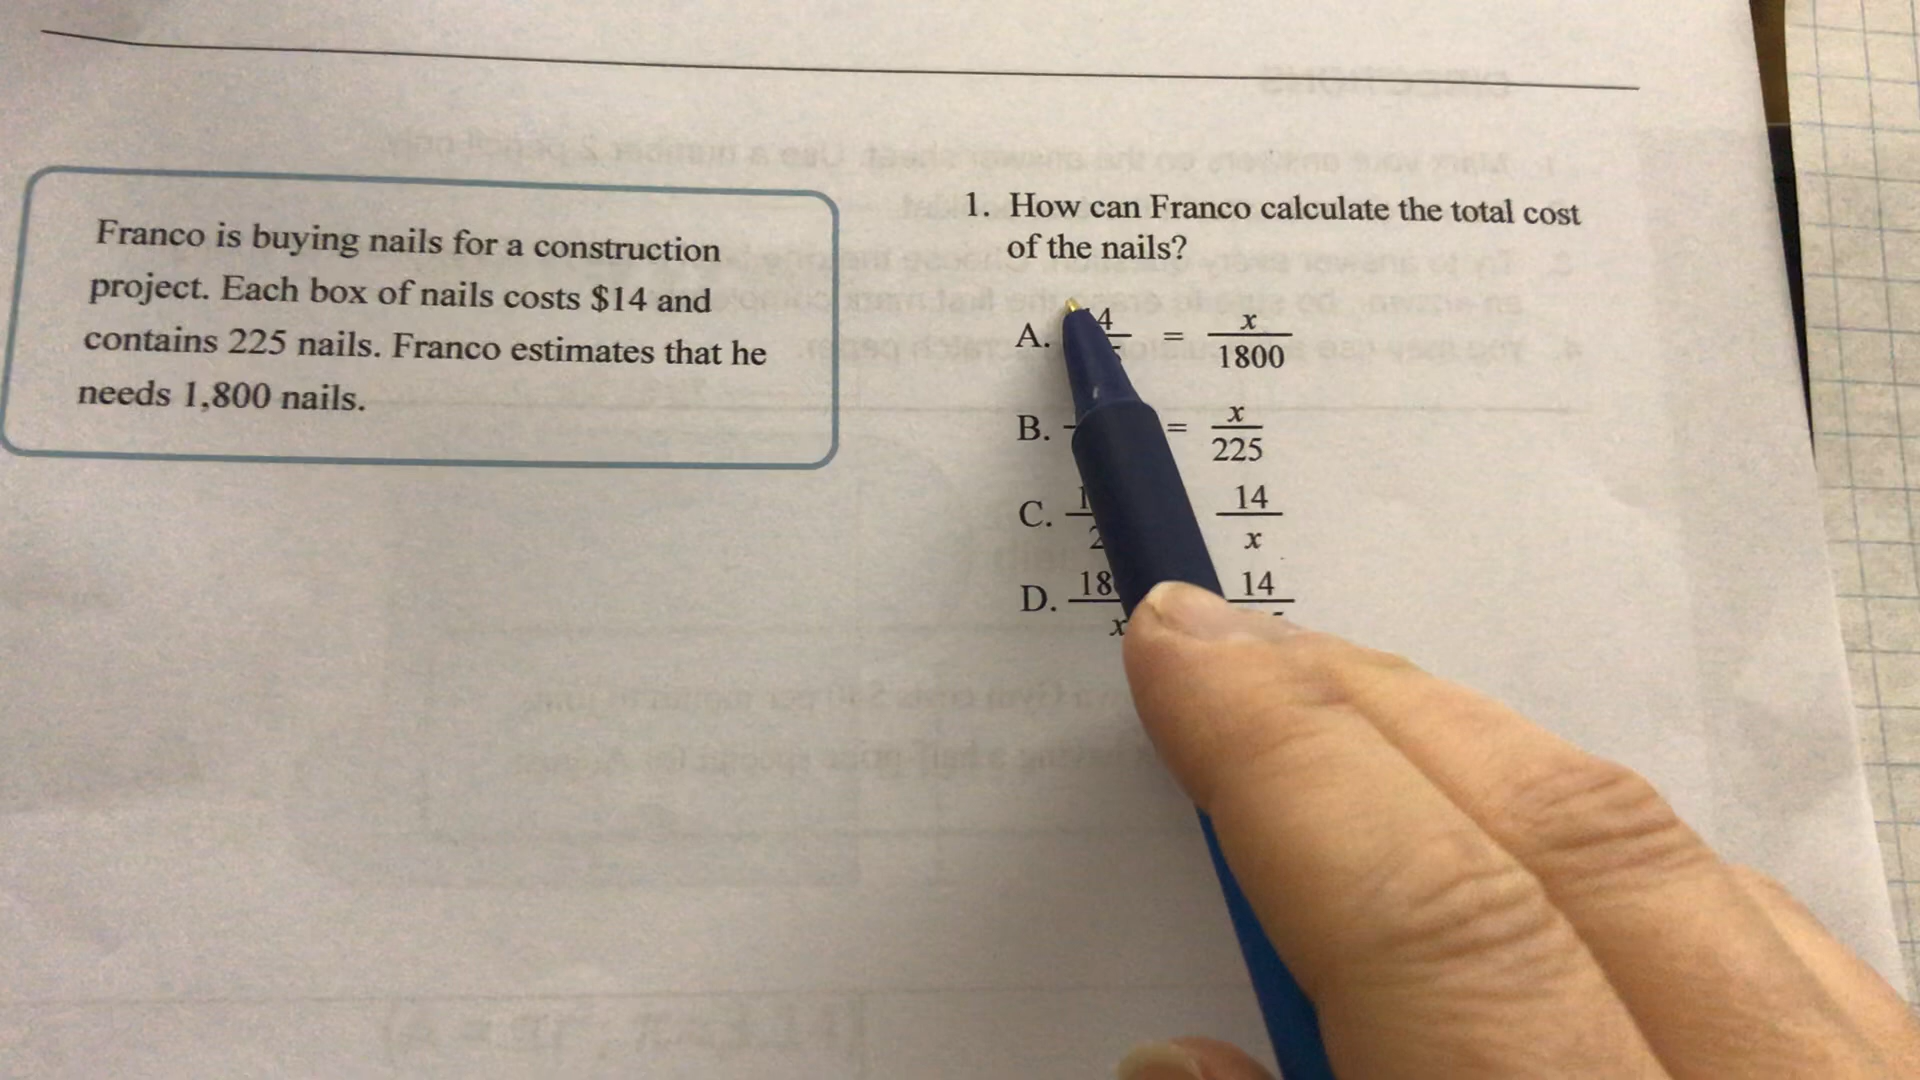 Franco is buying nails for a construction
project. Each box of nails costs $14 and
contains 225 nails. Franco estimates that he
needs 1,800 nails.
1. How can Franco calculate the total cost
of the nails?
A. = x/1800
B. = x/225
C. 14/x
D. 14
x